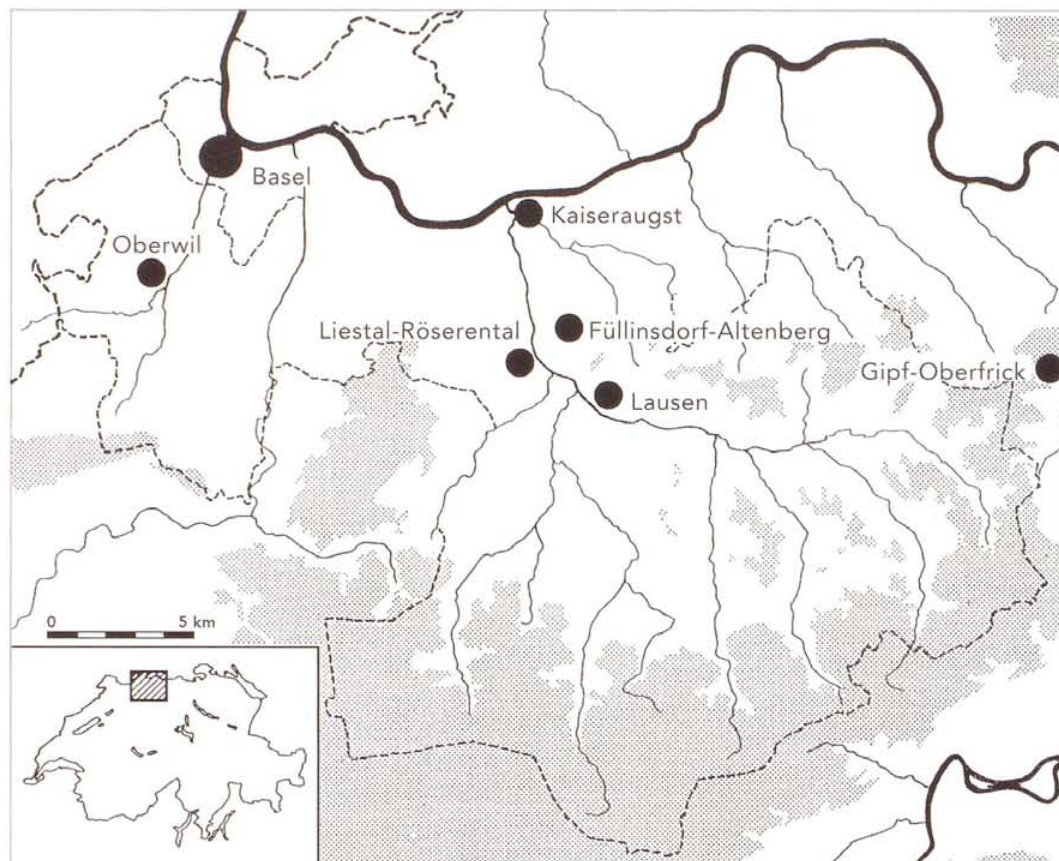 Basel
Kaiseraugst
Oberwil
Liestal-Röserental
Füllinsdorf-Altenberg
Gipf-Oberfrick
Lausen
0 5 km